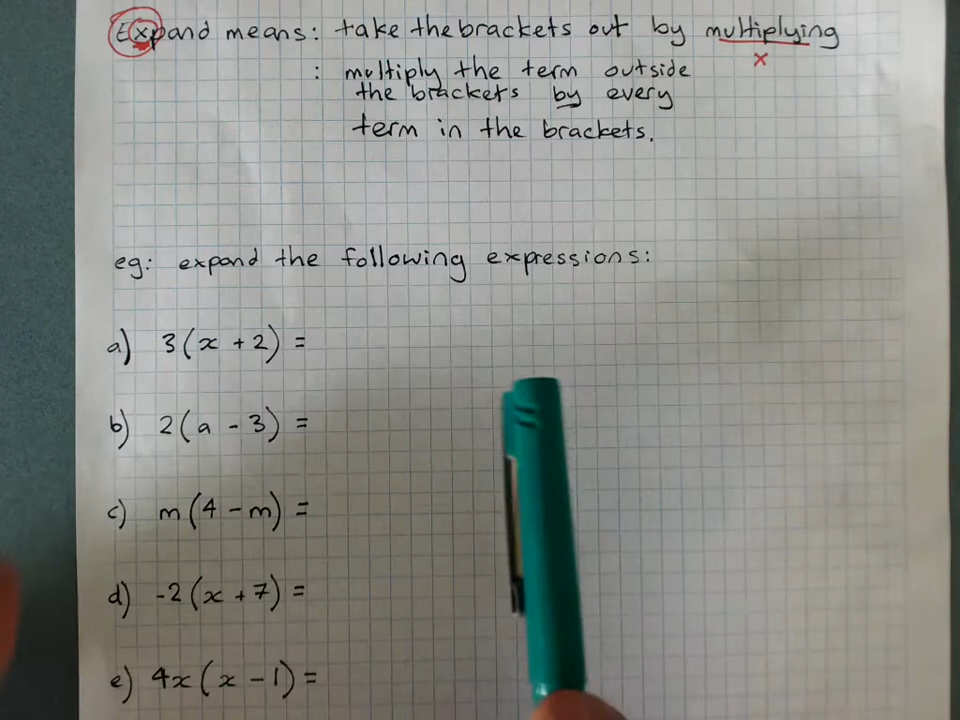 Expand means: take the brackets out by multiplying
x
: multiply the term outside
the brackets by every
term in the brackets.
eg: expand the following expressions:
a) 3(x + 2) =
b) 2(a - 3) =
c) m(4 - m) =
d) -2(x + 7) =
e) 4x(x - 1) =